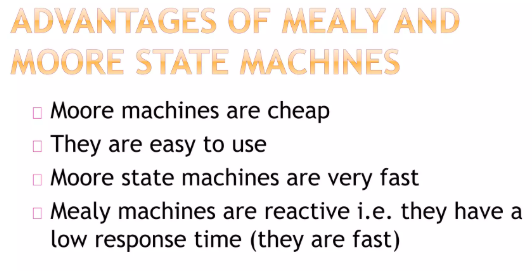 ADVANTAGES OF MEALY AND
MOORE STATE MACHINES
Moore machines are cheap
They are easy to use
Moore state machines are very fast
Mealy machines are reactive i.e. they have a
low response time (they are fast)